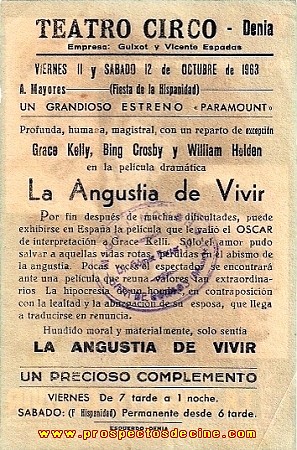 TEATRO CIRCO - Denia
Empresa: Guixot y Vicente Espadas
VIERNES 11 y SABADO 12 de OCTUBRE de 1963
A. Mayores (Fiesta de la Hispanidad)
UN GRANDIOSO ESTRENO «PARAMOUNT»
Profunda, humana, magistral, con un reparto de excepción
Grace Kelly, Bing Crosby y William Holden
en la película dramática
La Angustia de Vivir
Por fin después de muchas dificultades, puede
exhibirse en España la película que le valió el OSCAR
de interpretación a Grace Kelli. Sólo el amor pudo
salvar a aquellas vidas rotas, perdidas en el abismo de
la angustia. Pocas veces el espectador se encontrará
ante una película que reuna valores tan extraordina-
rios La hipocresía de un hombre en contraposición
con la lealtad y la abnegación de su esposa, que llega
a traducirse en renuncia.
Hundido moral y materialmente, solo sentía
LA ANGUSTIA DE VIVIR
UN PRECIOSO COMPLEMENTO
VIERNES De 7 tarde a 1 noche.
SABADO: (F Hispanidad) Permanente desde 6 tarde.
www.prospectosdecine.com